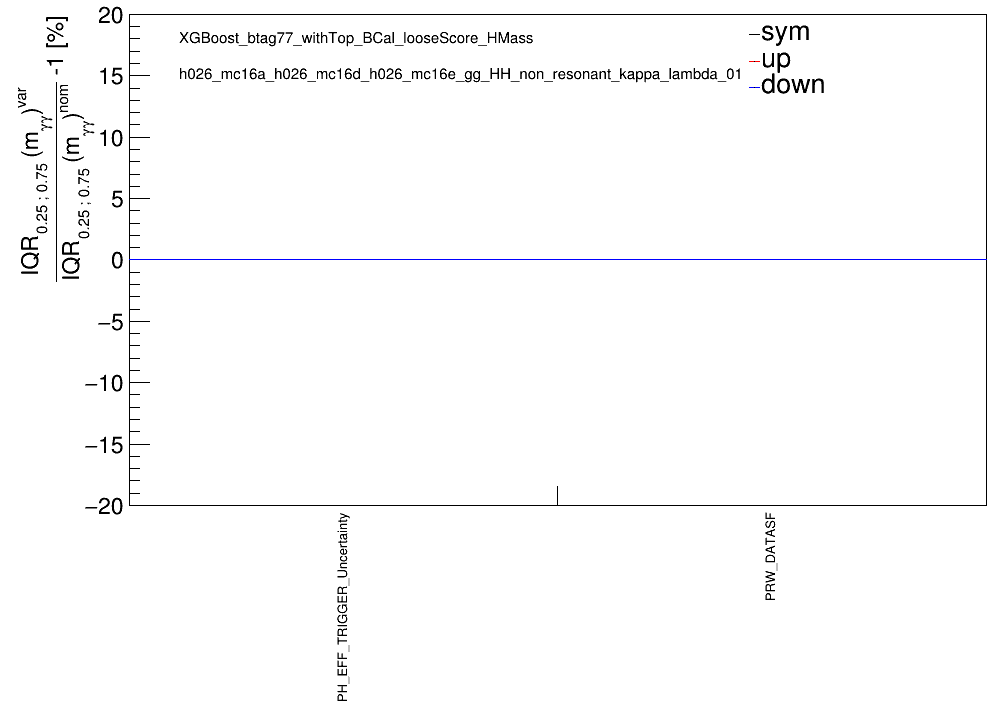 IQR0.25 ; 0.75 (mγγ)var
IQR0.25 ; 0.75 (mγγ)nom
-1 [%]
20
15
10
5
0
−5
−10
−15
−20
XGBoost_btag77_withTop_BCal_looseScore_HMass
h026_mc16a_h026_mc16d_h026_mc16e_gg_HH_non_resonant_kappa_lambda_01
sym
up
down
PH_EFF_TRIGGER_Uncertainty
PRW_DATASF